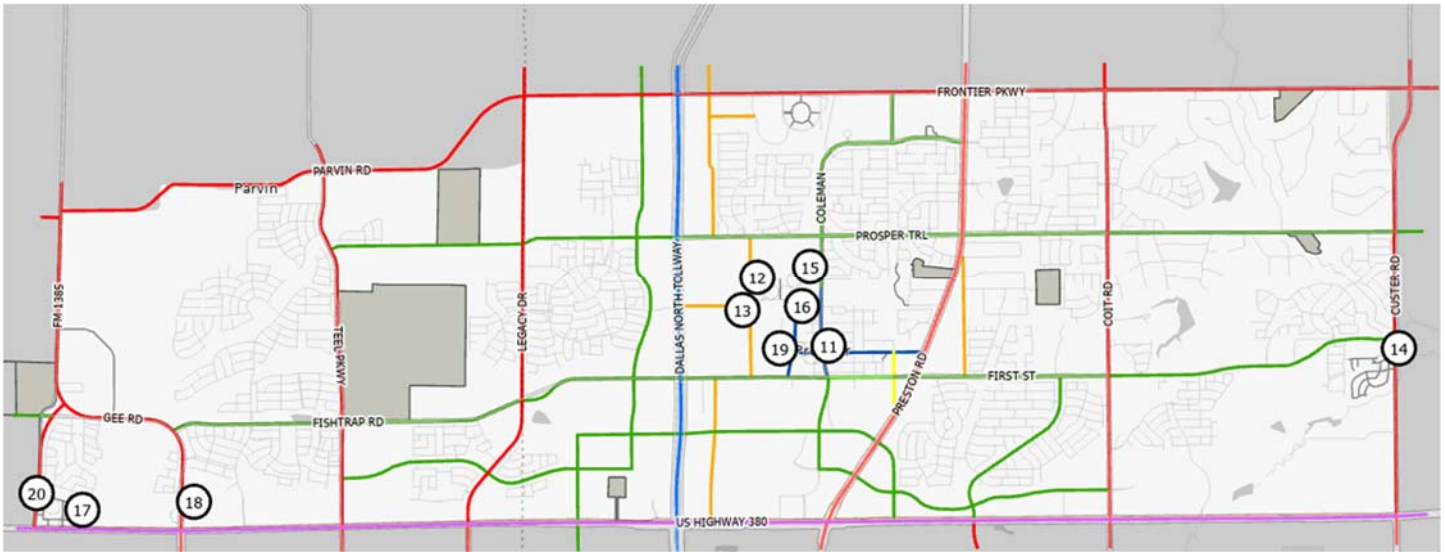 FRONTIER PKWY
PARVIN RD
Parvin
COLEMAN
PROSPER TRL
DALLAS NORTH TOLLWAY
12
15
13
16
FM 1385
TEEL PKWY
LEGACY DR
COIT RD
CUSTER RD
19
11
14
PRESTON RD
FIRST ST
GEE RD
FISHTRAP RD
20
17
18
US HIGHWAY 380